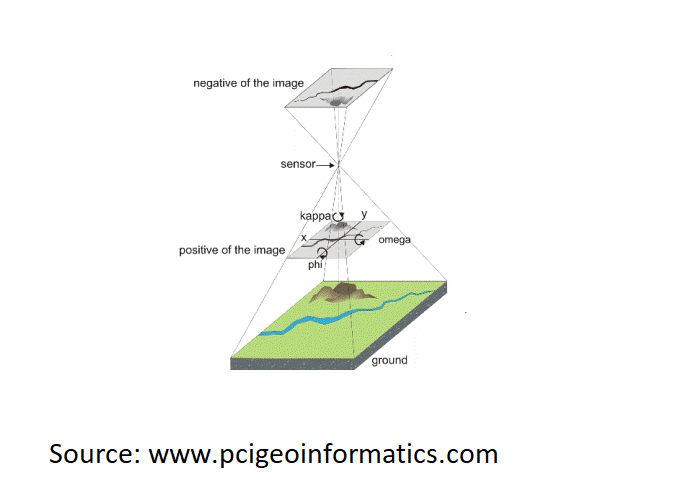 negative of the image
sensor
kappa
y
x
omega
positive of the image
phi
ground
Source: www.pcigeoinformatics.com